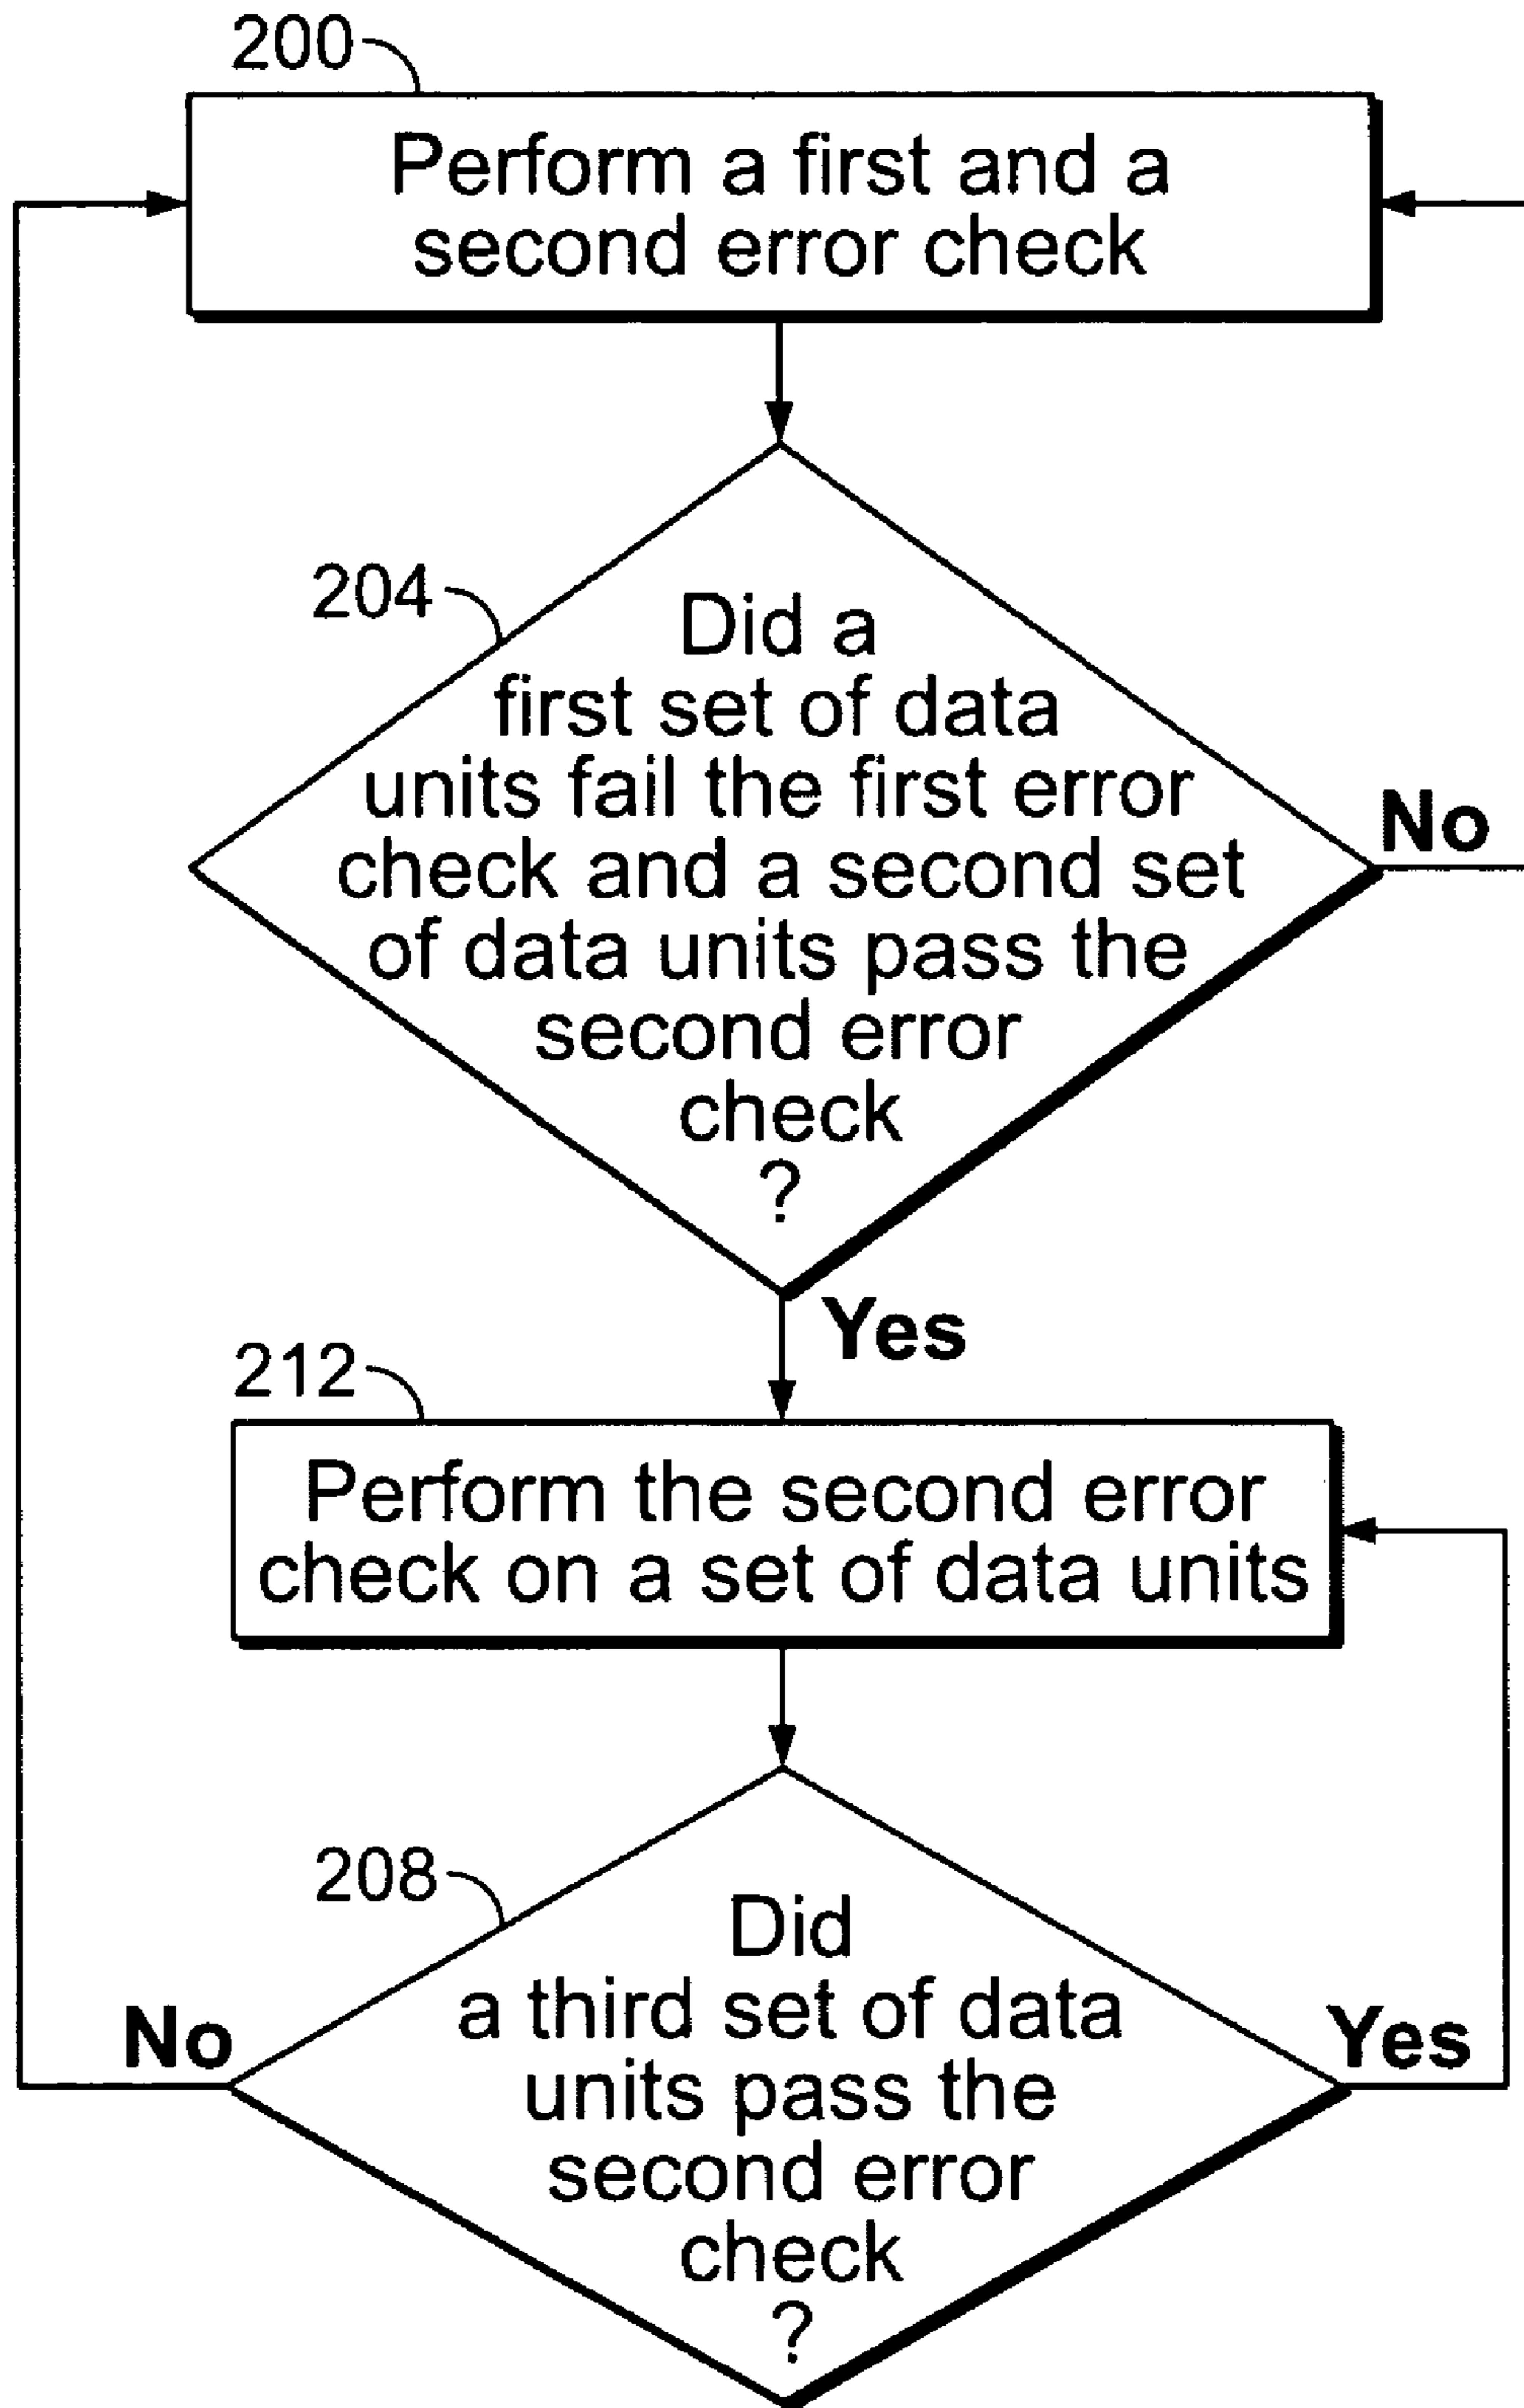 200
Perform a first and a
second error check
204
Did a
first set of data
units fail the first error
check and a second set
of data units pass the
second error
check
?
No
Yes
212
Perform the second error
check on a set of data units
208
Did
a third set of data
units pass the
second error
check
?
No
Yes